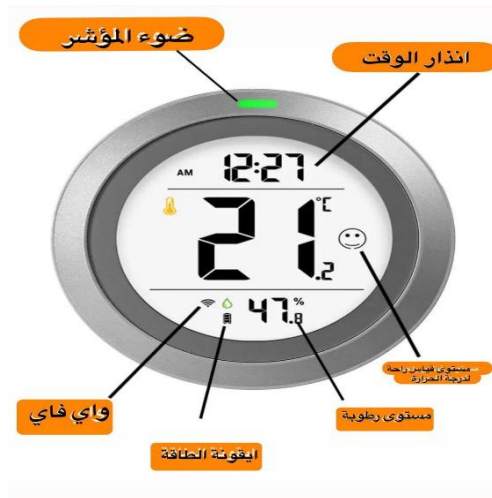 ضوء المؤشر
انذار الوقت
AM 12:27
21.2 °C
47.8 %
مستوى قياس راحة
لدرجة الحرارة
واي فاي
مستوى رطوبة
ايقونة الطاقة